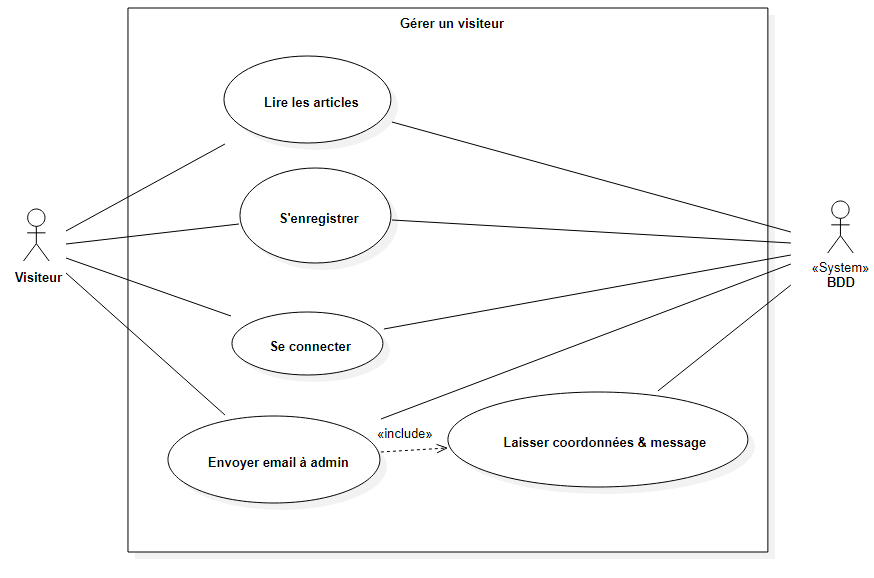 Gérer un visiteur
Lire les articles
S'enregistrer
Visiteur
«System»
BDD
Se connecter
«include»
Envoyer email à admin
Laisser coordonnées & message